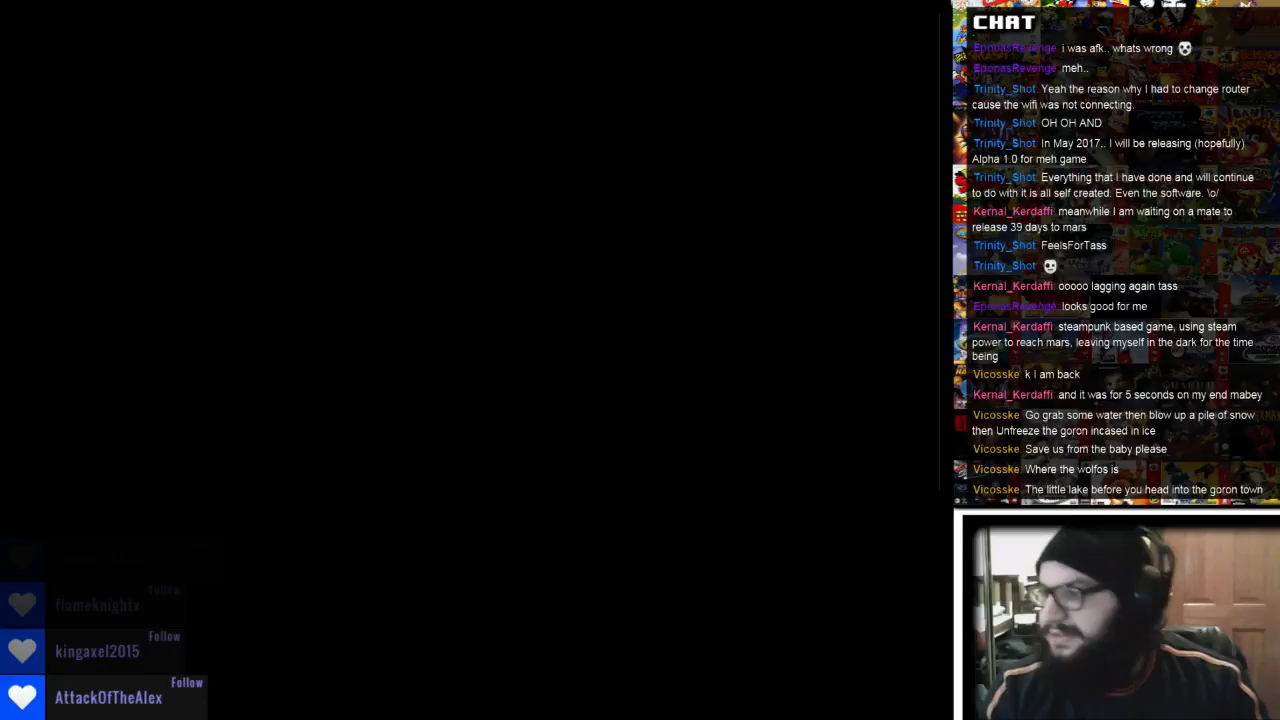 CHAT
EponasRevenge i was afk.. whats wrong
EponasRevenge meh..
Trinity_Shot Yeah the reason why I had to change router
cause the wifi was not connecting.
Trinity_Shot OH OH AND
Trinity_Shot In May 2017.. I will be releasing (hopefully)
Alpha 1.0 for meh game
Trinity_Shot Everything that I have done and will continue
to do with it is all self created. Even the software. \o/
Kernal_Kerdaffi meanwhile I am waiting on a mate to
release 39 days to mars
Trinity_Shot FeelsForTass
Trinity_Shot
Kernal_Kerdaffi ooooo lagging again tass
EponasRevenge looks good for me
Kernal_Kerdaffi steampunk based game, using steam
power to reach mars, leaving myself in the dark for the time
being
Vicosske k I am back
Kernal_Kerdaffi and it was for 5 seconds on my end mabey
Vicosske Go grab some water then blow up a pile of snow
then Unfreeze the goron incased in ice
Vicosske Save us from the baby please
Vicosske Where the wolfos is
Vicosske The little lake before you head into the goron town
Follow
flameknightx
Follow
kingaxel2015
Follow
AttackOfTheAlex